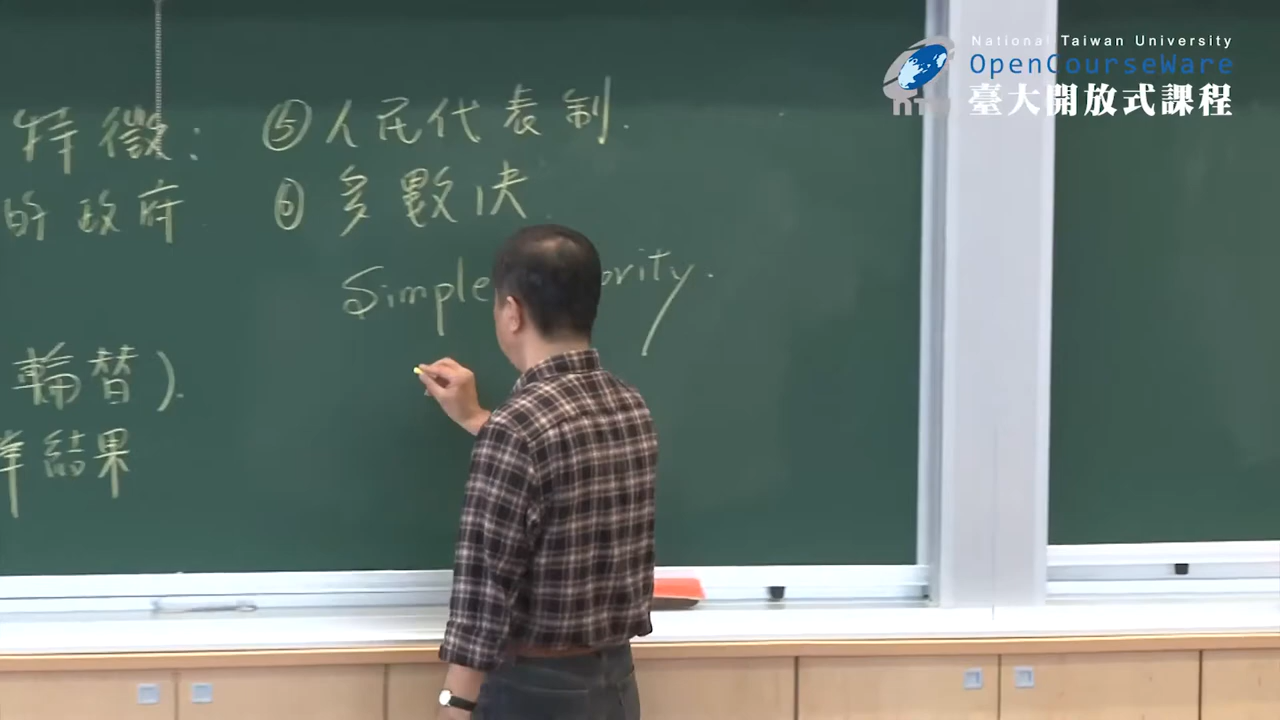 National Taiwan University
OpenCourseWare
臺大開放式課程
特徵:
的政府
輪替).
結果
⑤人民代表制.
⑥多數決.
Simple ority.